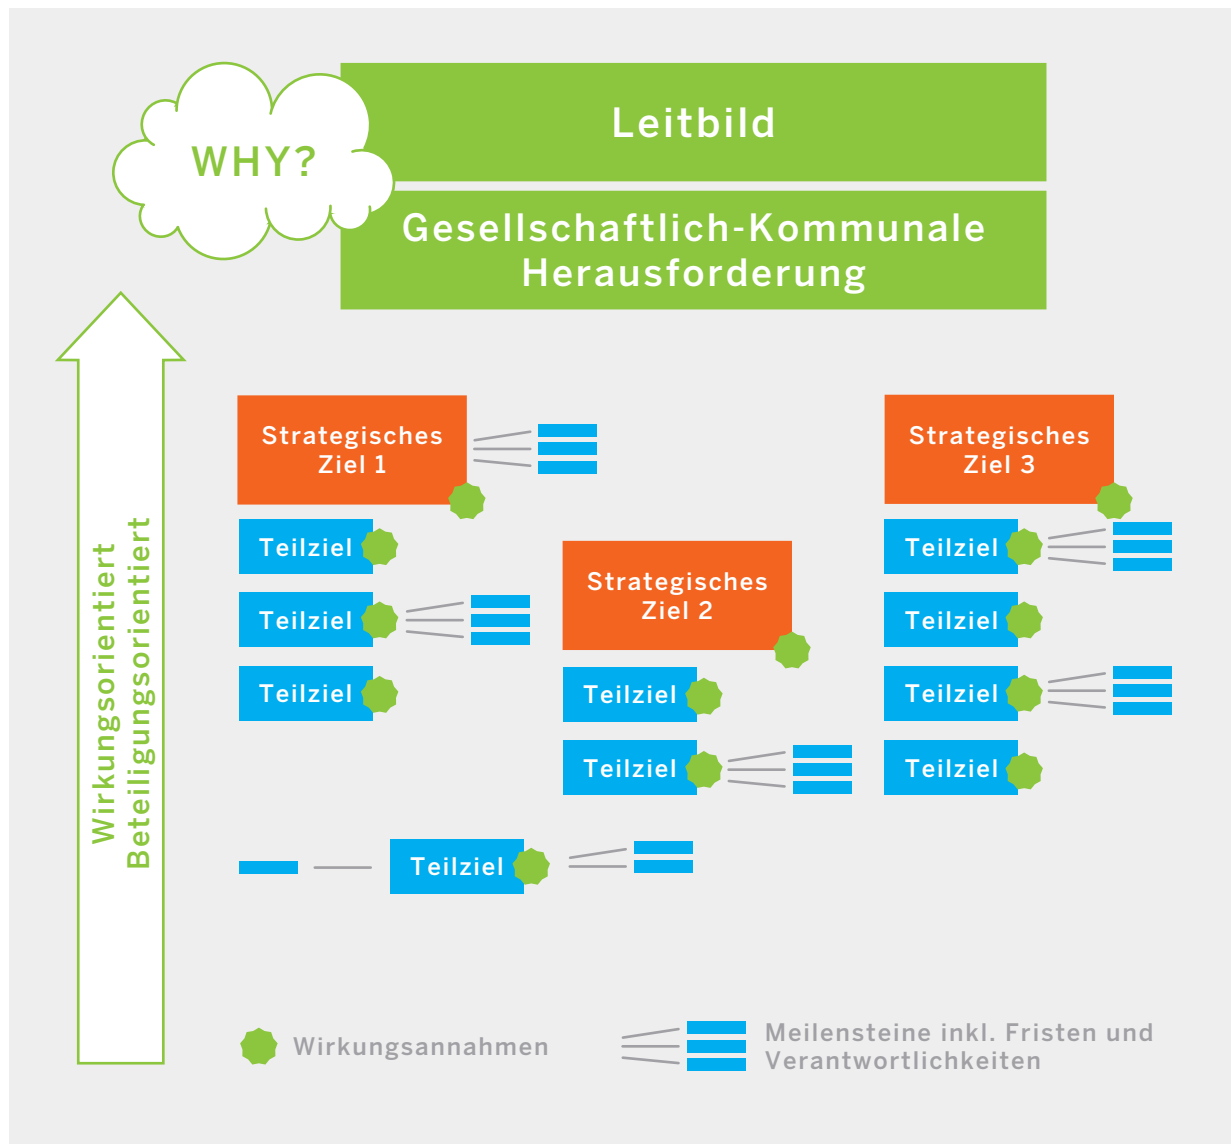 WHY?
Leitbild
Gesellschaftlich-Kommunale
Herausforderung
Wirkungsorientiert
Beteiligungsorientiert
Strategisches
Ziel 1
Teilziel
Teilziel
Teilziel
Strategisches
Ziel 2
Teilziel
Teilziel
Strategisches
Ziel 3
Teilziel
Teilziel
Teilziel
Teilziel
Teilziel
Wirkungsannahmen
Meilensteine inkl. Fristen und
Verantwortlichkeiten